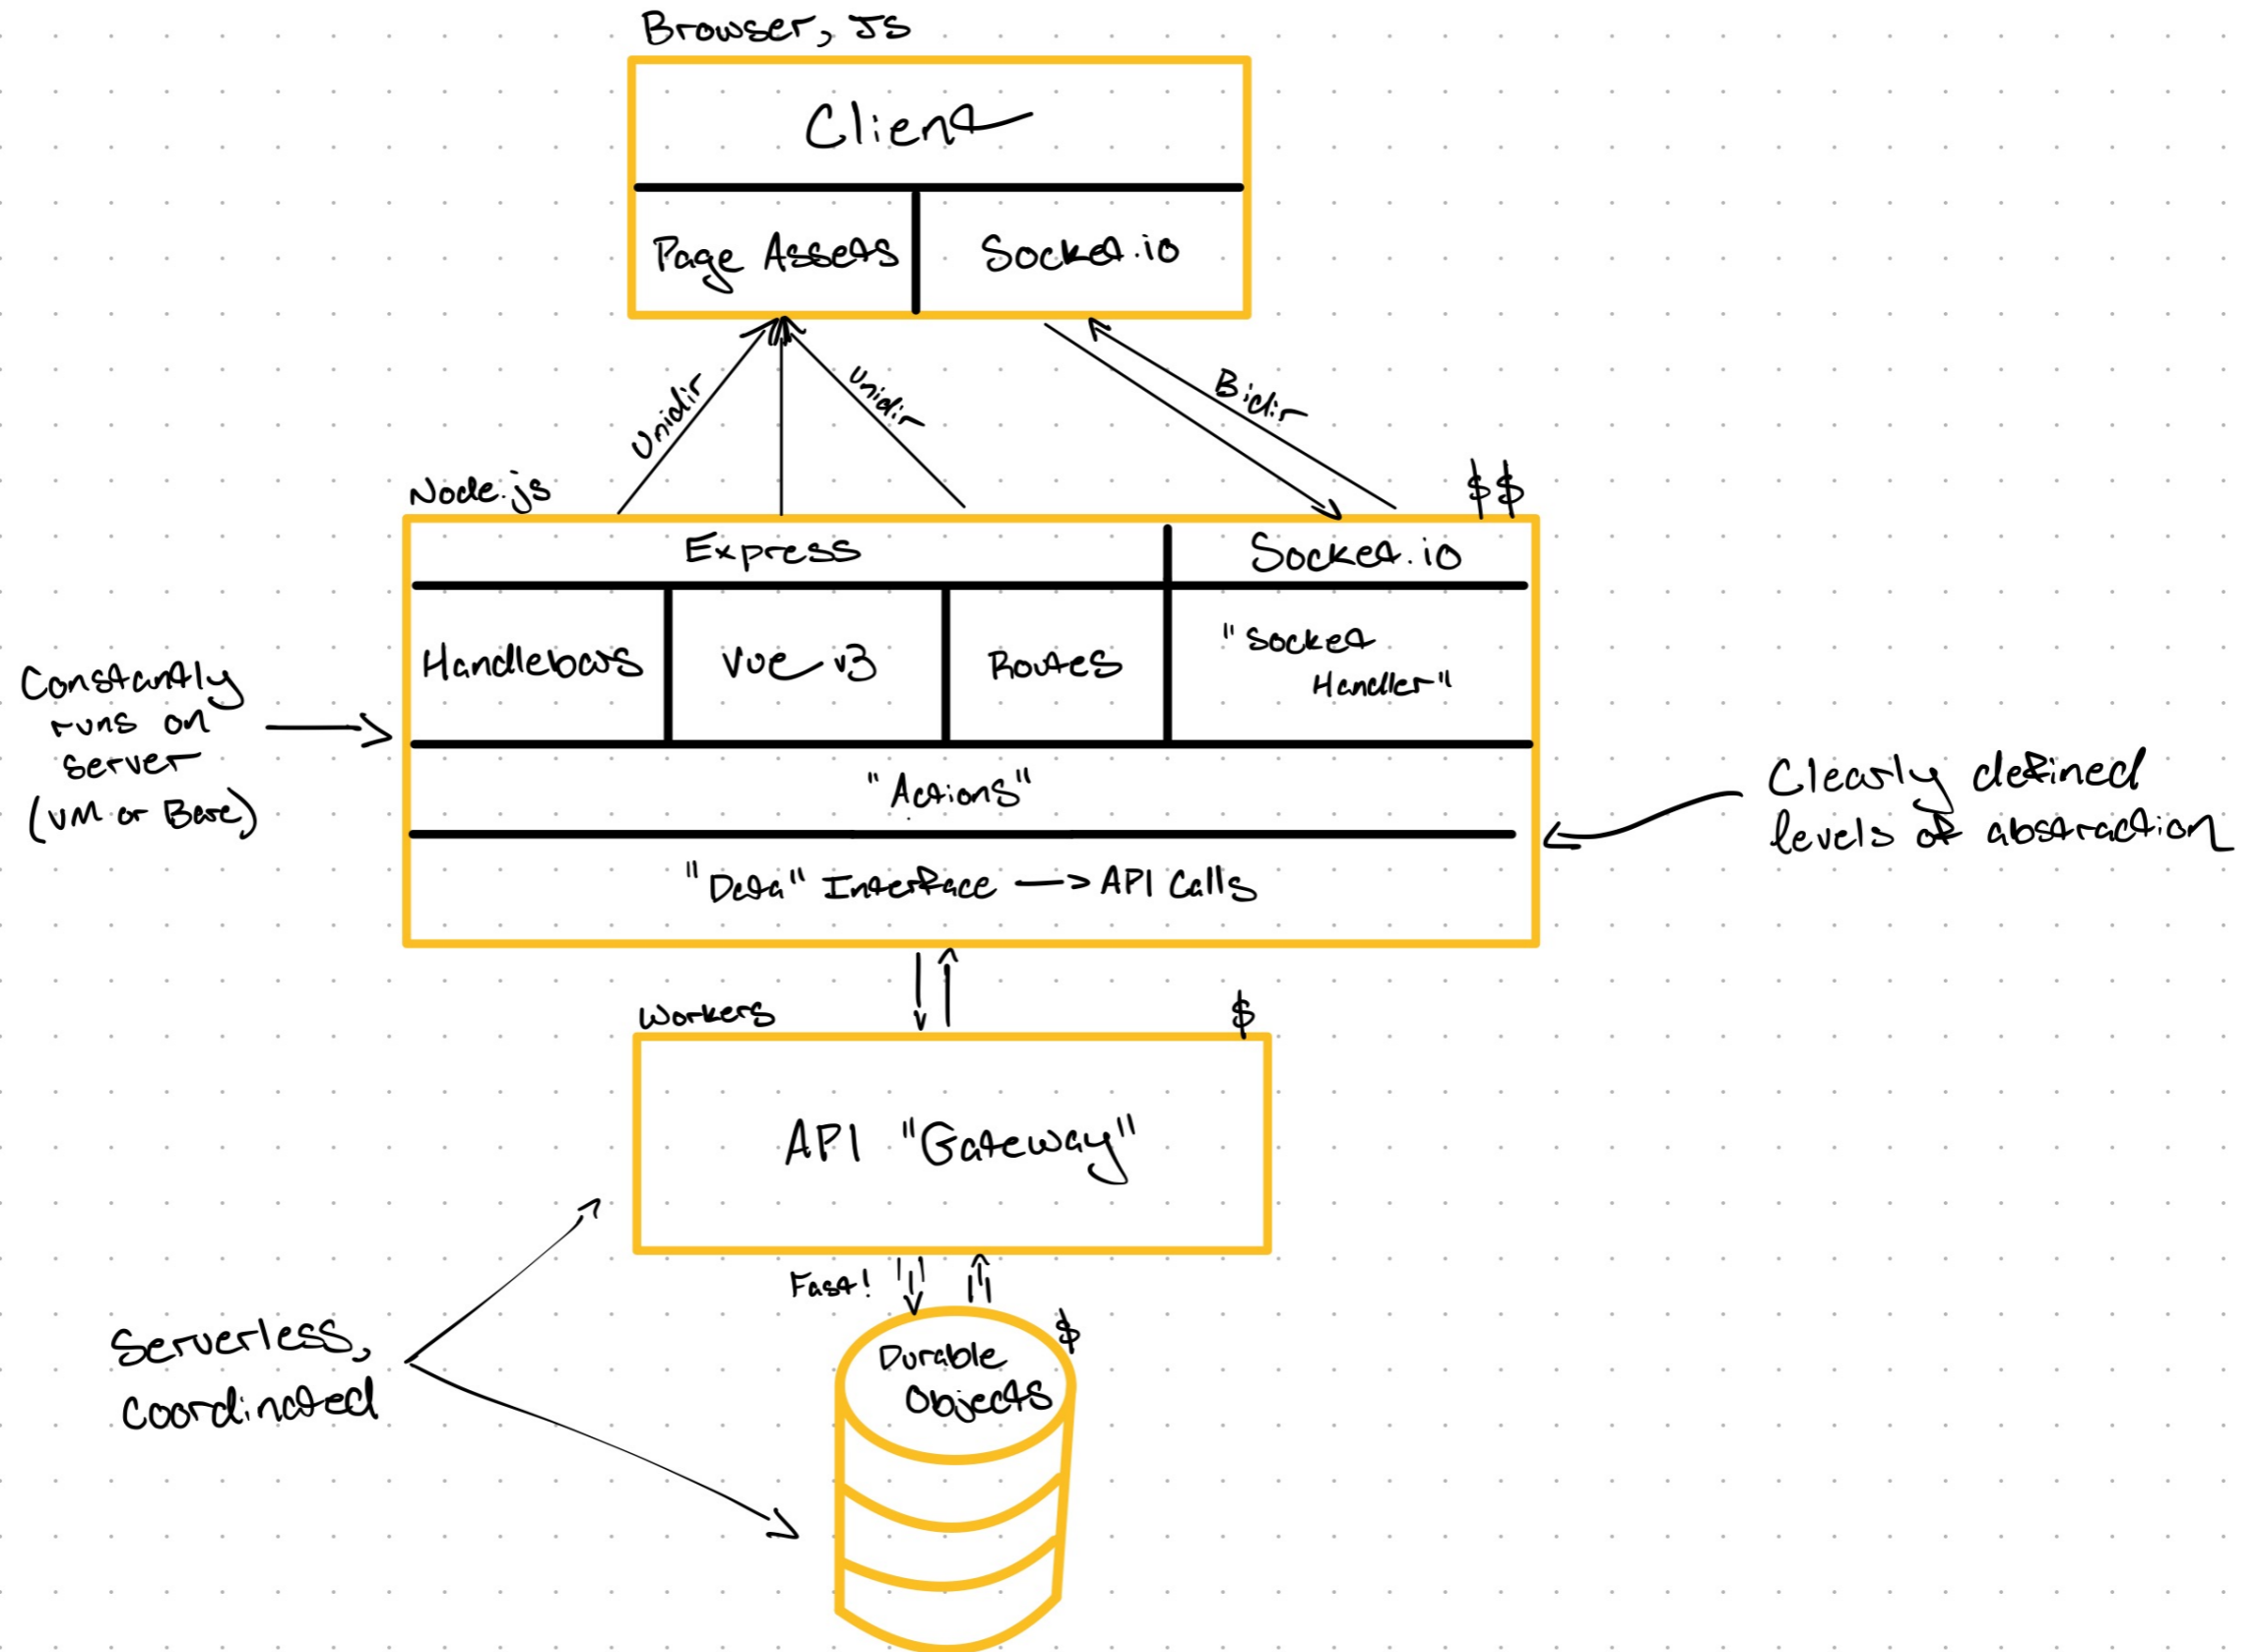 Browser, JS
Client
Page Assets
Socket.io
Unidir
Unidir
Bidir
Node.js
$$
Express
Socket.io
Handlebars
Vue v3
Routes
"Socket
Handler"
Constantly
runs on
server
(VM or Bare)
"Actions"
Clearly defined
levels of abstraction
"Data" Interface —> API Calls
Workers
$
API "Gateway"
Fast!
$
Durable
Objects
Serverless,
coordinated